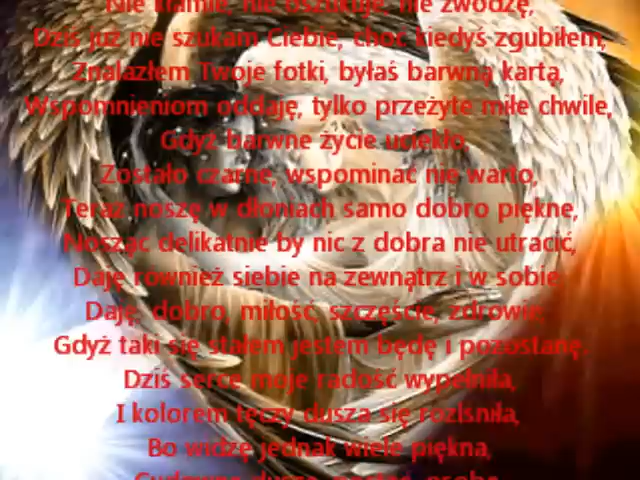 Nie kłamię, nie oszukuję, nie zwodzę,
Dziś już nie szukam Ciebie, choć kiedyś zgubiłem,
Znalazłem Twoje fotki, byłaś barwną kartą,
Wspomnieniom oddaję, tylko przeżyte miłe chwile,
Gdyż barwne życie uciekło,
Zostało czarne, wspominać nie warto,
Teraz noszę w dłoniach samo dobro piękne,
Nosząc delikatnie by nic z dobra nie utracić,
Daję również siebie na zewnątrz i w sobie,
Daję, dobro, miłość, szczęście, zdrowie,
Gdyż taki się stałem jestem będę i pozostanę.
Dziś serce moje radość wypełniła,
I kolorem tęczy dusza się rozlsniła,
Bo widzę jednak wiele piękna,